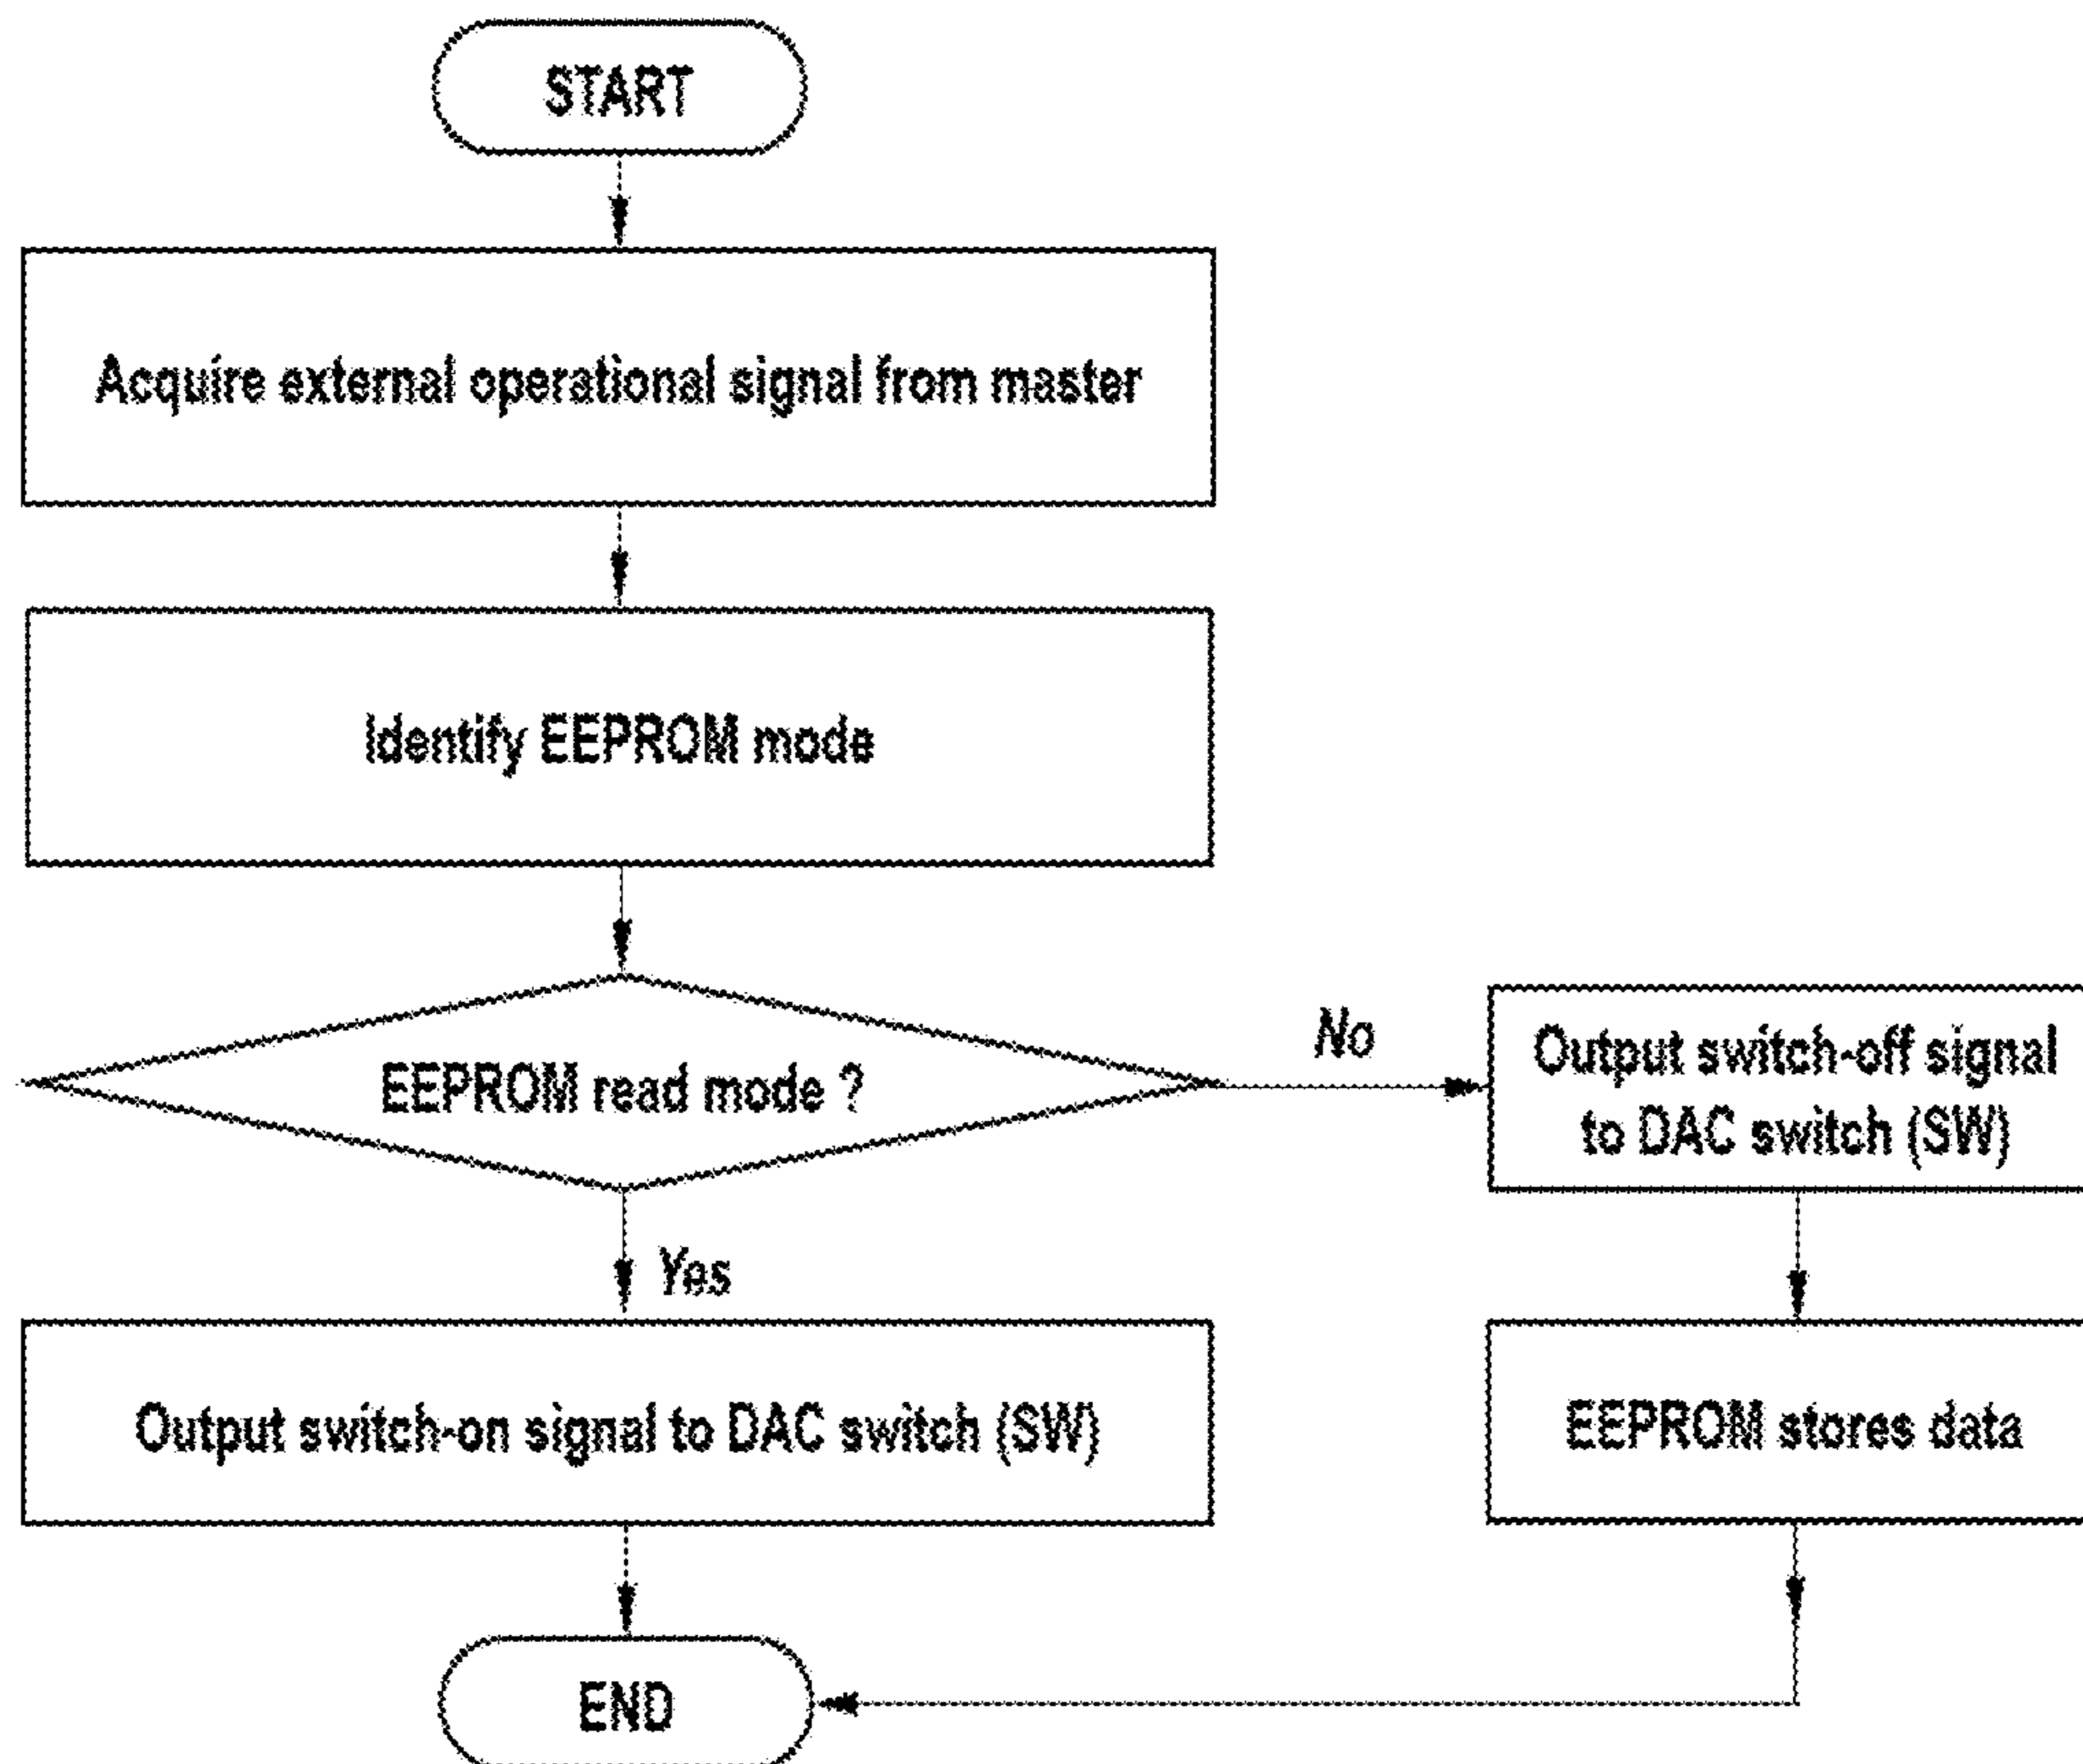 START
Acquire external operational signal from master
Identify EEPROM mode
EEPROM read mode ?
No
Output switch-off signal
to DAC switch (SW)
Yes
Output switch-on signal to DAC switch (SW)
EEPROM stores data
END